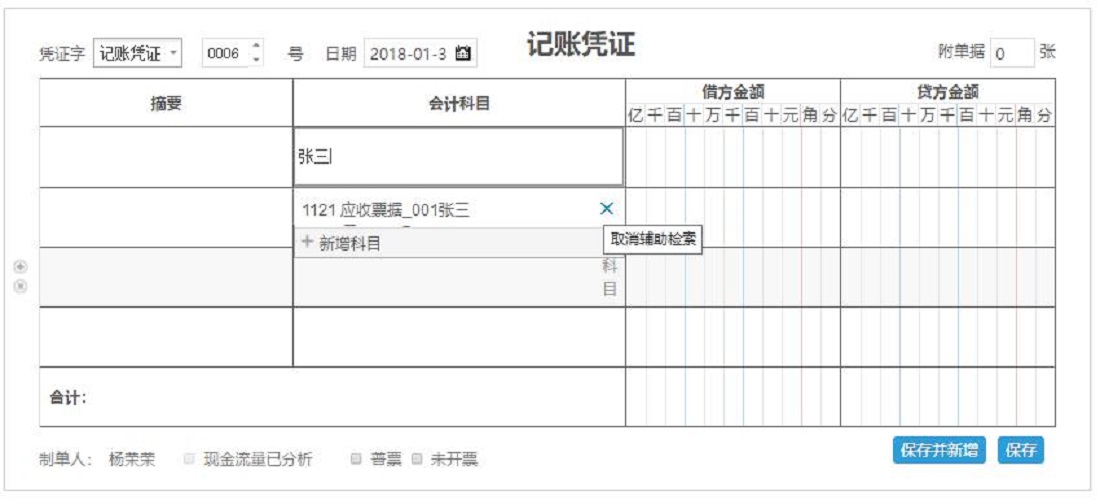 记账凭证
凭证字 记账凭证 0006 号 日期 2018-01-3 附单据 0 张
摘要 会计科目 借方金额 贷方金额
亿千百十万千百十元角分 亿千百十万千百十元角分
张三
1121 应收票据_001张三
取消辅助检索
+ 新增科目
科
目
合计:
保存并新增 保存
制单人: 杨荣荣 现金流量已分析 普票 未开票